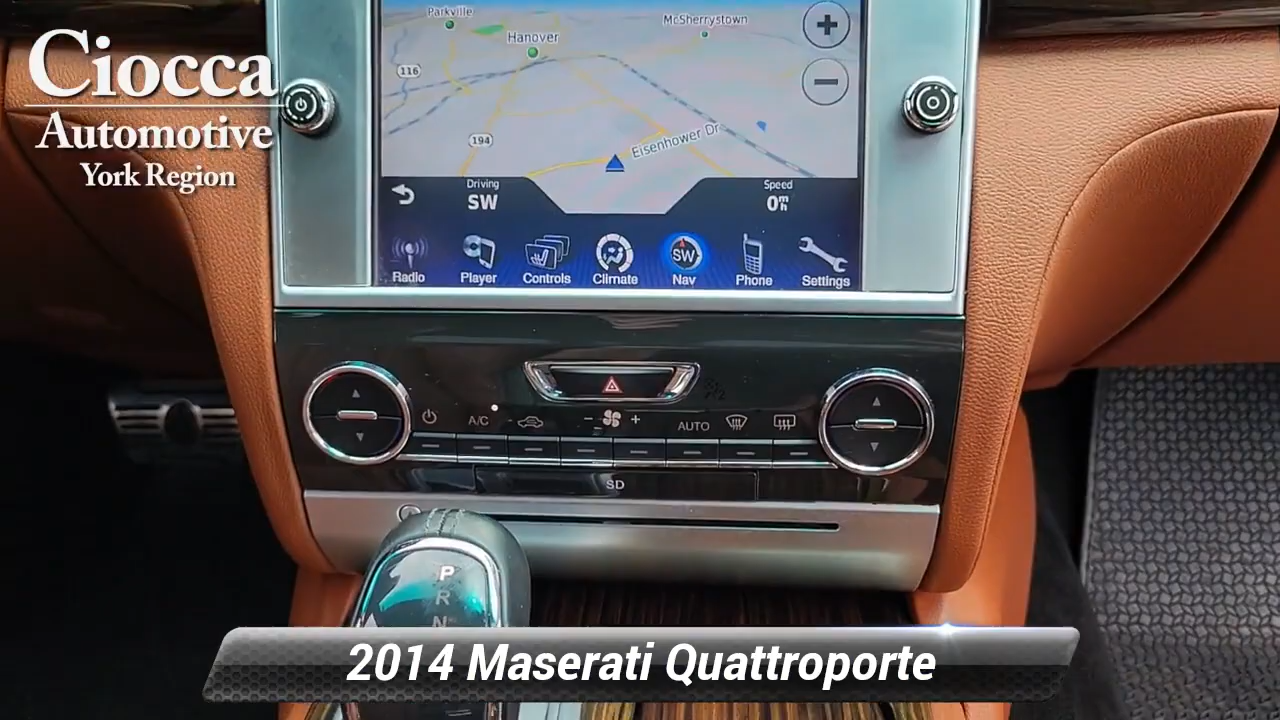 Ciocca
Automotive
York Region
Parkville
Hanover
McSherrystown
116
194
Eisenhower Dr
Driving
SW
Speed
0 mh
Radio
Player
Controls
Climate
SW
Nav
Phone
Settings
A/C
AUTO
SD
P
R
N
2014 Maserati Quattroporte